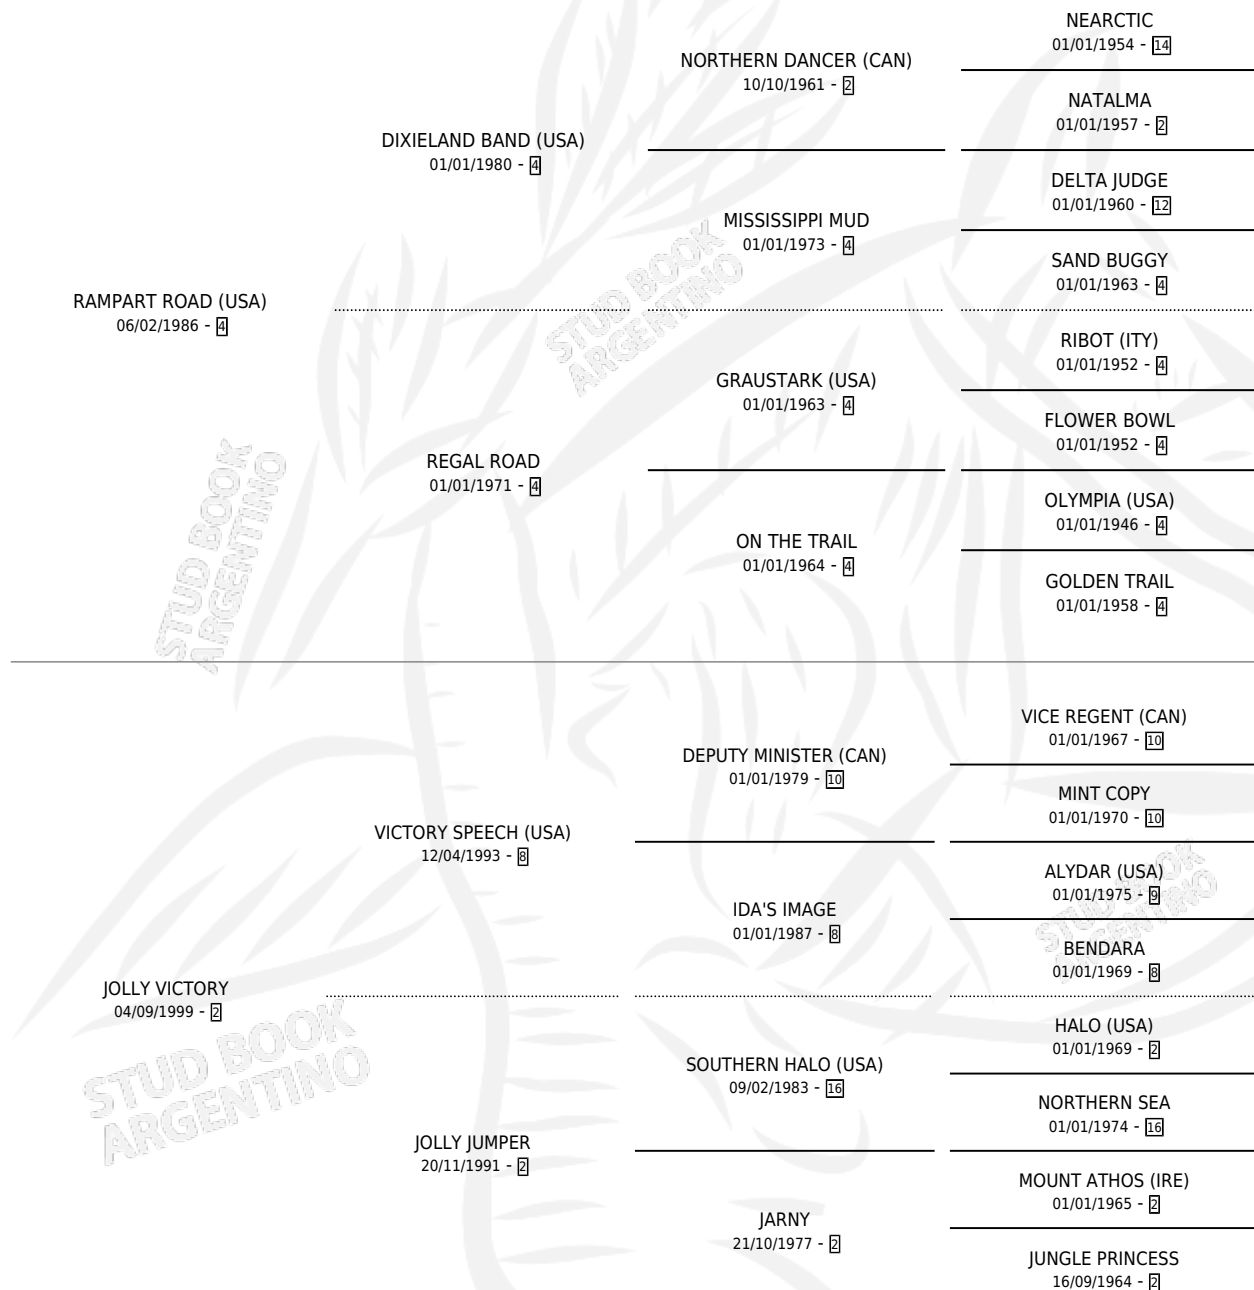 NEARCTIC
01/01/1954 - 14
NORTHERN DANCER (CAN)
10/10/1961 - 2
NATALMA
01/01/1957 - 2
DIXIELAND BAND (USA)
01/01/1980 - 4
DELTA JUDGE
01/01/1960 - 12
MISSISSIPPI MUD
01/01/1973 - 4
SAND BUGGY
01/01/1963 - 4
RAMPART ROAD (USA)
06/02/1986 - 4
STUD BOOK
ARGENTINO
RIBOT (ITY)
01/01/1952 - 4
GRAUSTARK (USA)
01/01/1963 - 4
FLOWER BOWL
01/01/1952 - 4
REGAL ROAD
01/01/1971 - 4
OLYMPIA (USA)
01/01/1946 - 4
ON THE TRAIL
01/01/1964 - 4
GOLDEN TRAIL
01/01/1958 - 4
STUD BOOK
ARGENTINO
VICE REGENT (CAN)
01/01/1967 - 10
DEPUTY MINISTER (CAN)
01/01/1979 - 10
MINT COPY
01/01/1970 - 10
VICTORY SPEECH (USA)
12/04/1993 - 8
ALYDAR (USA)
01/01/1975 - 9
IDA'S IMAGE
01/01/1987 - 8
BENDARA
01/01/1969 - 8
STUD BOOK
ARGENTINO
JOLLY VICTORY
04/09/1999 - 2
STUD BOOK
ARGENTINO
HALO (USA)
01/01/1969 - 2
SOUTHERN HALO (USA)
09/02/1983 - 16
NORTHERN SEA
01/01/1974 - 16
JOLLY JUMPER
20/11/1991 - 2
MOUNT ATHOS (IRE)
01/01/1965 - 2
JARNY
21/10/1977 - 2
JUNGLE PRINCESS
16/09/1964 - 2